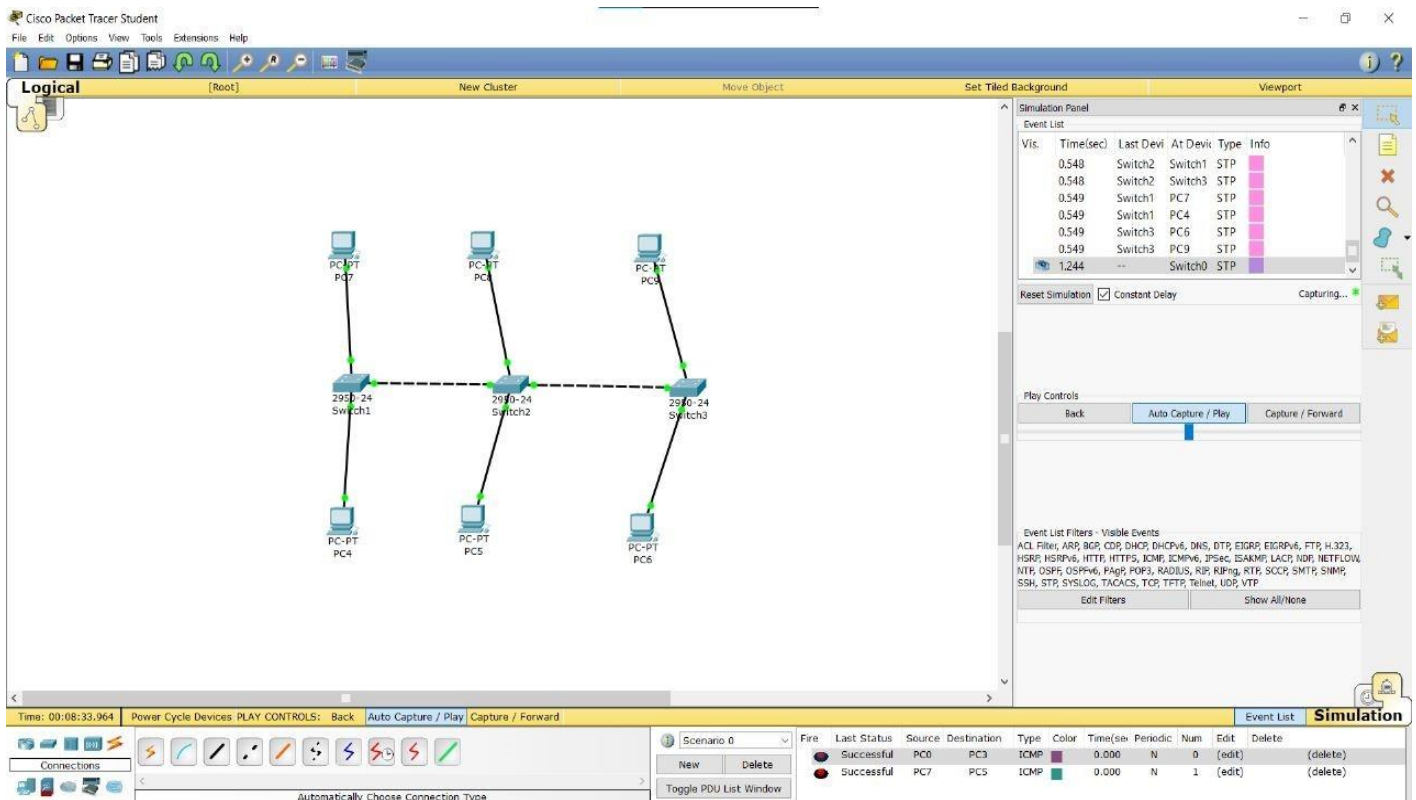 Cisco Packet Tracer Student
File Edit Options View Tools Extensions Help
Logical [Root] New Cluster Move Object Set Tiled Background Viewport
Simulation Panel
Event List
Vis. Time(sec) Last Devi At Devic Type Info
0.548 Switch2 Switch1 STP
0.548 Switch2 Switch3 STP
0.549 Switch1 PC7 STP
0.549 Switch1 PC4 STP
0.549 Switch3 PC6 STP
0.549 Switch3 PC9 STP
1.244 -- Switch0 STP
Reset Simulation Constant Delay Capturing...
Play Controls
Back Auto Capture / Play Capture / Forward
Event List Filters - Visible Events
ACL Filter, ARP, BGP, CDP, DHCP, DHCPv6, DNS, DTP, EIGRP, EIGRPv6, FTP, H.323,
HSRP, HSRPv6, HTTP, HTTPS, ICMP, ICMPv6, IPSec, ISAKMP, LACP, NDP, NETFLOW,
NTP, OSPF, OSPFv6, PAgP, POP3, RADIUS, RIP, RIPng, RTP, SCCP, SMTP, SNMP,
SSH, STP, SYSLOG, TACACS, TCP, TFTP, Telnet, UDP, VTP
Edit Filters Show All/None
PC-PT
PC7
PC-PT
PC-PT
PC9
2950-24
Switch1
2950-24
Switch2
2950-24
Switch3
PC-PT
PC4
PC-PT
PC5
PC-PT
PC6
Time: 00:08:33.964 Power Cycle Devices PLAY CONTROLS: Back Auto Capture / Play Capture / Forward Event List Simulation
Connections
Automatically Choose Connection Type
Scenario 0
New Delete
Toggle PDU List Window
Fire Last Status Source Destination Type Color Time(sec Periodic Num Edit Delete
Successful PC0 PC3 ICMP 0.000 N 0 (edit) (delete)
Successful PC7 PC5 ICMP 0.000 N 1 (edit) (delete)